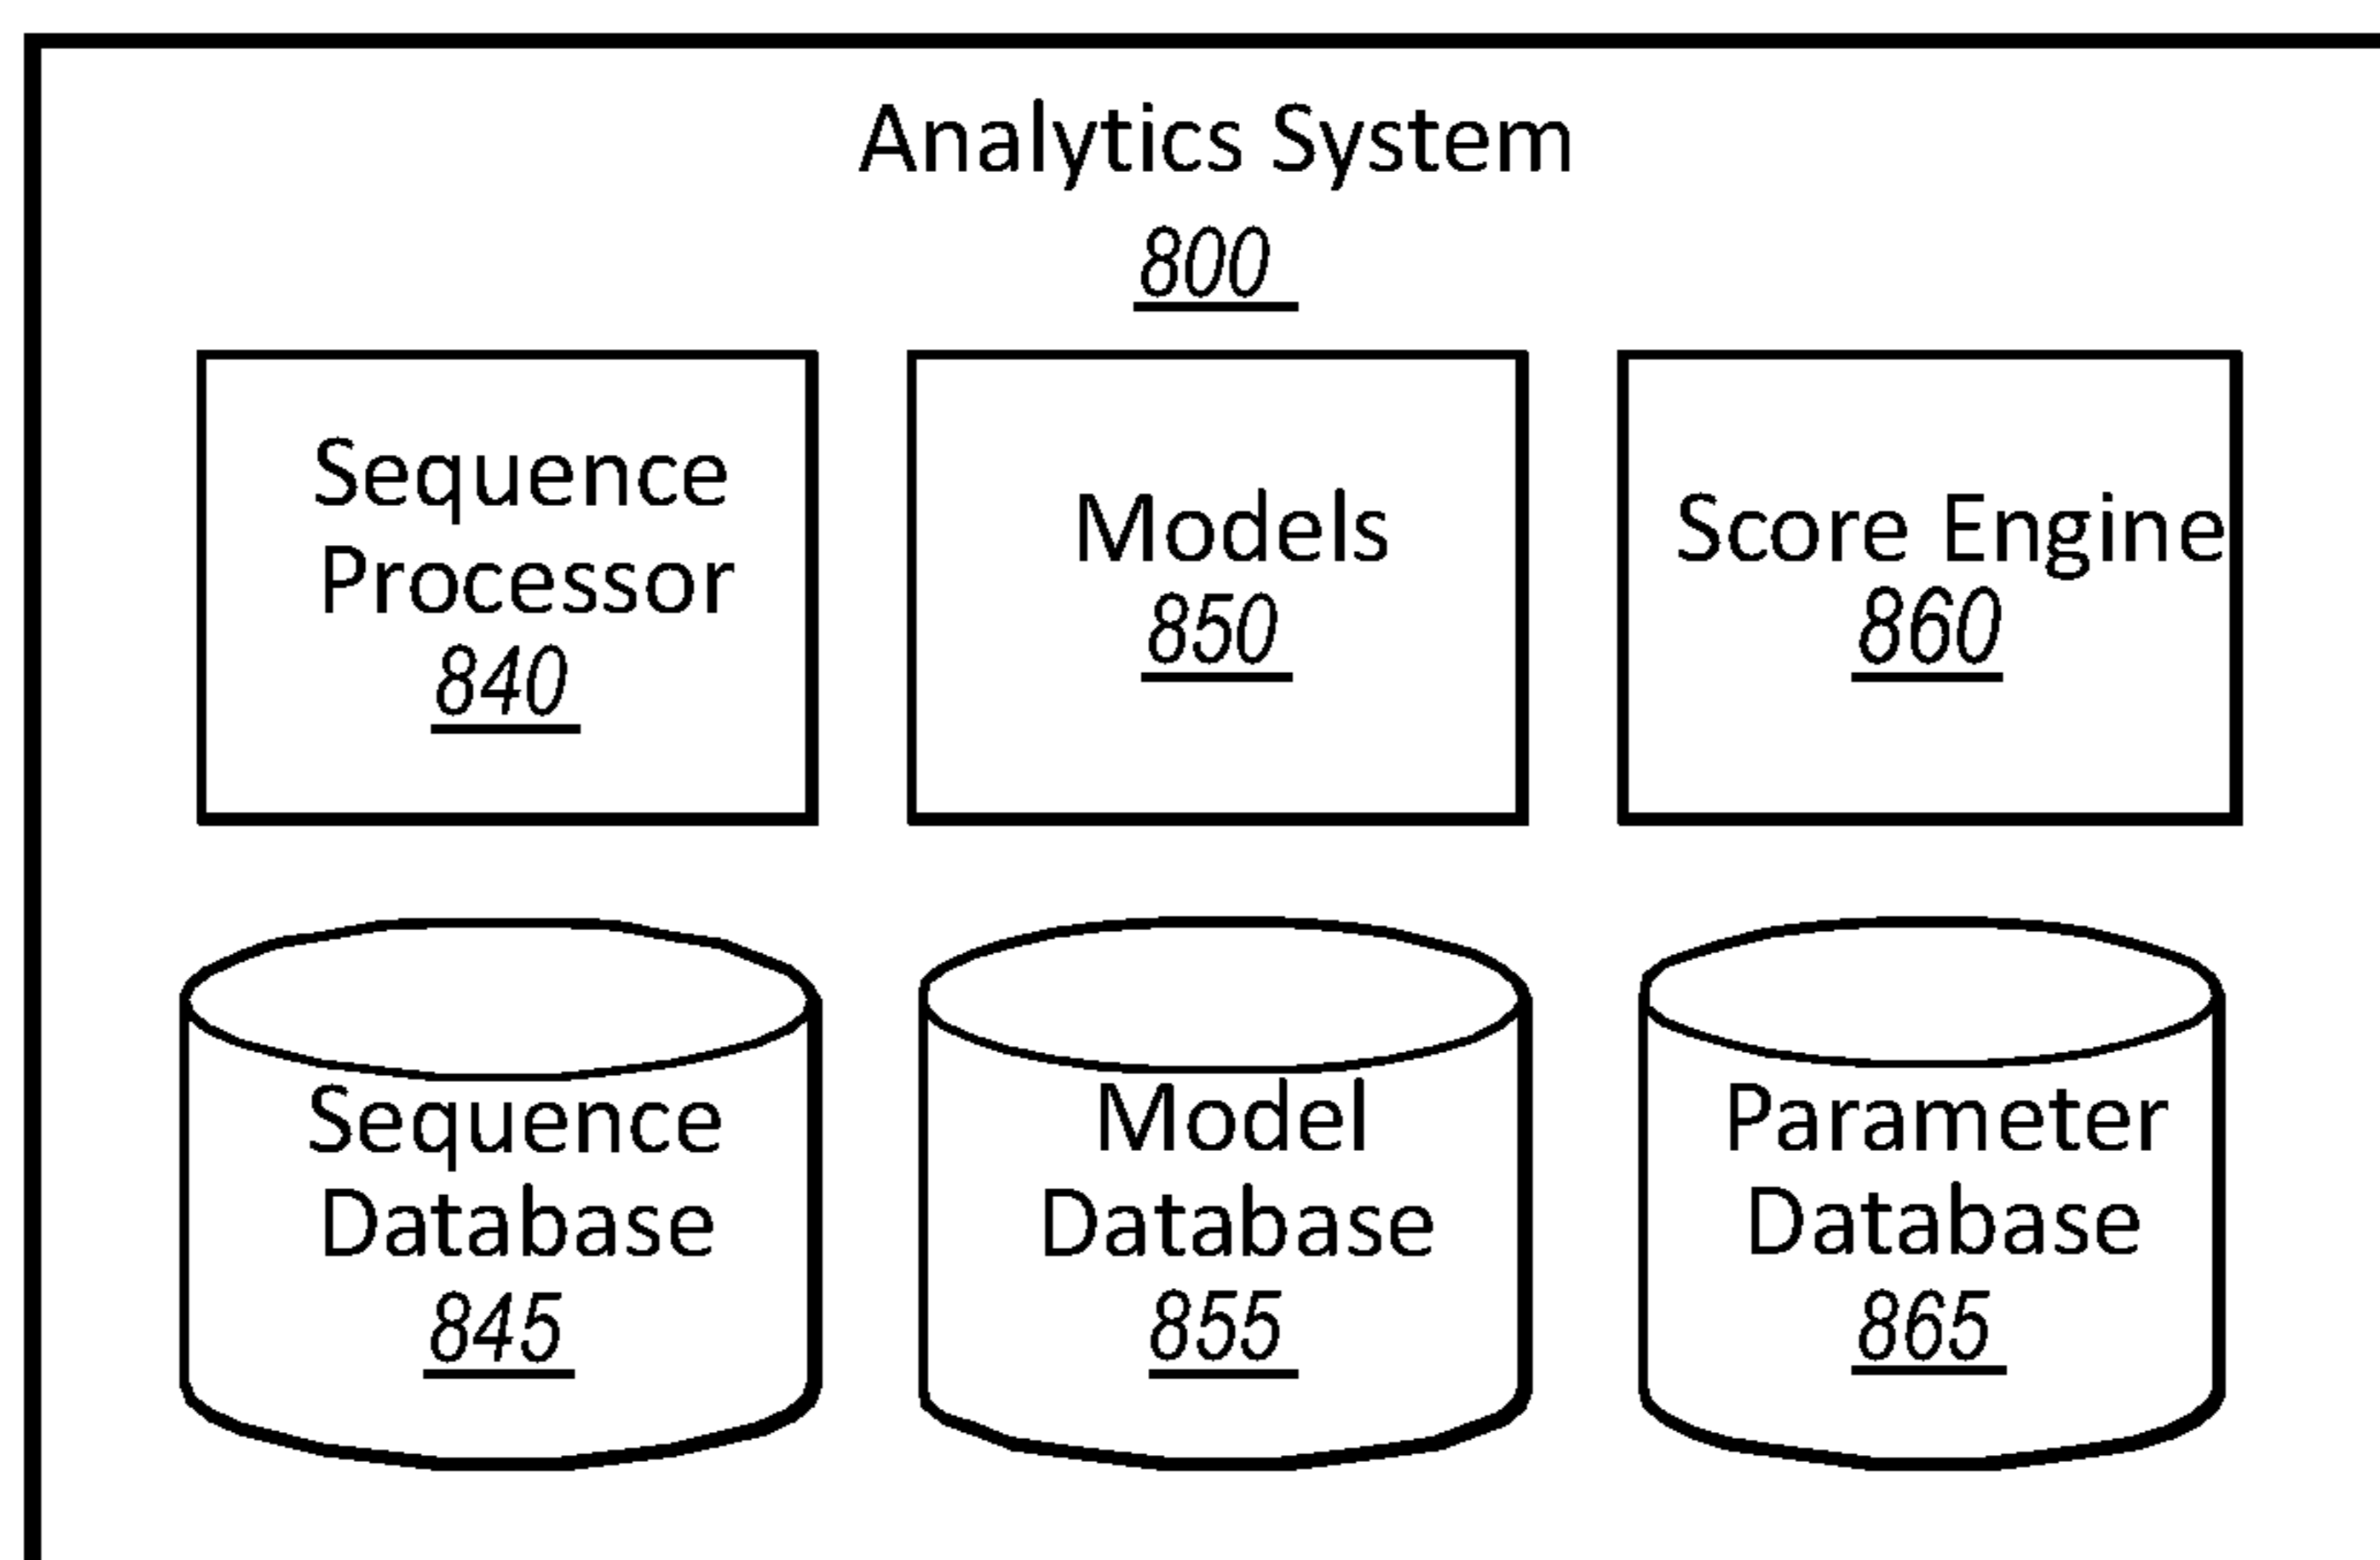 Analytics System
800
Sequence
Processor
840
Models
850
Score Engine
860
Sequence
Database
845
Model
Database
855
Parameter
Database
865